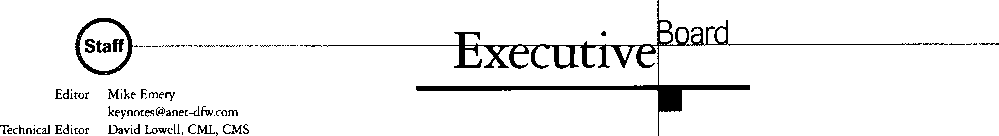 Staff
Executive Board
Editor Mike Emery
keynotes@anet-dfw.com
Technical Editor David Lowell, CML, CMS